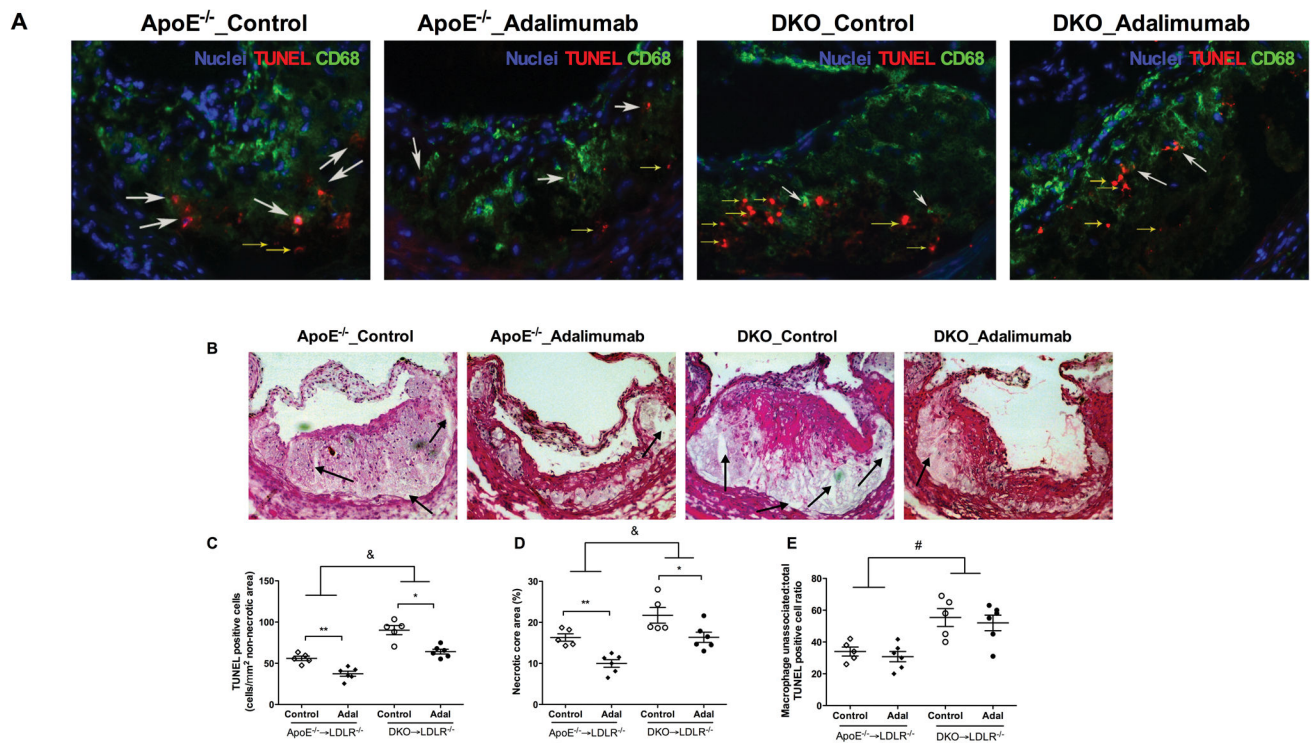 A
ApoE-/-_Control ApoE-/-_Adalimumab DKO_Control DKO_Adalimumab
Nuclei TUNEL CD68 Nuclei TUNEL CD68 Nuclei TUNEL CD68 Nuclei TUNEL CD68
B
ApoE-/-_Control ApoE-/-_Adalimumab DKO_Control DKO_Adalimumab
C
&
**
*
TUNEL positive cells
(cells/mm² non-necrotic area)
150
100
50
0
Control Adal Control Adal
ApoE-/-→LDLR-/- DKO→LDLR-/-
D
&
**
*
Necrotic core area (%)
30
20
10
0
Control Adal Control Adal
ApoE-/-→LDLR-/- DKO→LDLR-/-
E
#
Macrophage unassociated:total
TUNEL positive cell ratio
80
60
40
20
0
Control Adal Control Adal
ApoE-/-→LDLR-/- DKO→LDLR-/-